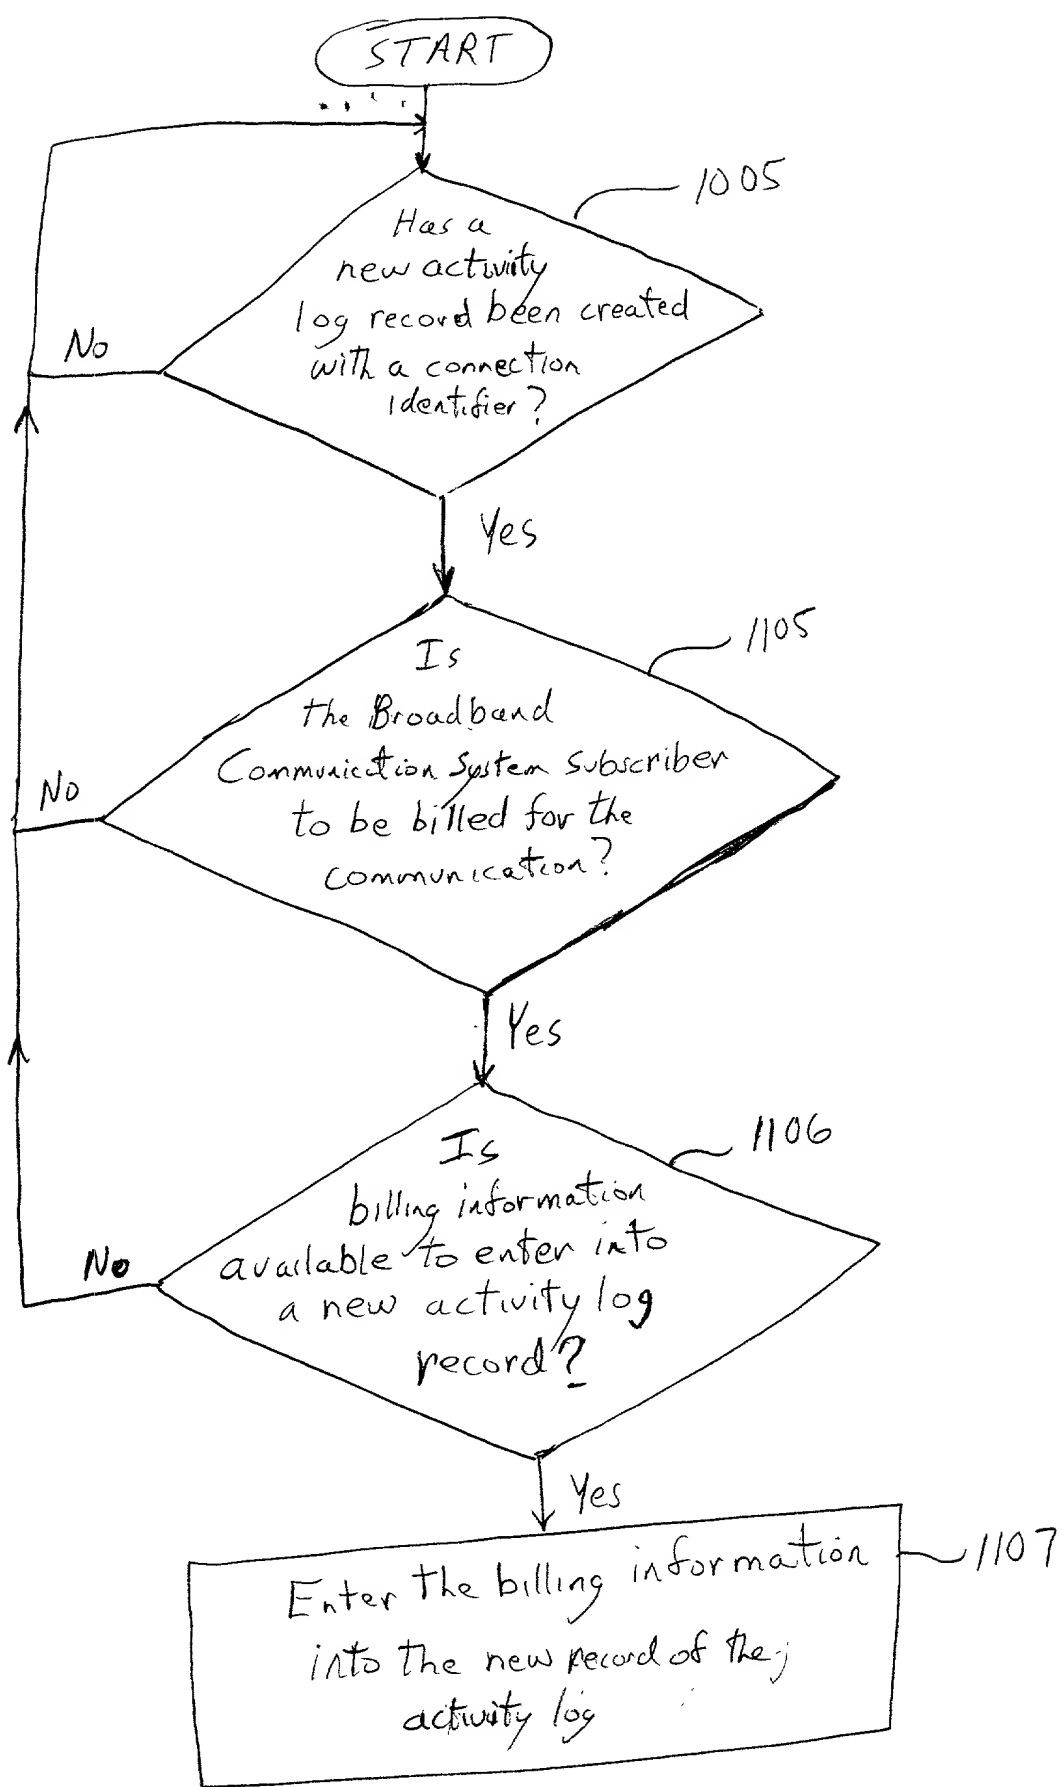 START
1005
Has a
new activity
log record been created
with a connection
identifier?
No
Yes
1105
Is
the Broadband
Communication System subscriber
to be billed for the
communication?
No
Yes
1106
Is
billing information
available to enter into
a new activity log
record?
No
Yes
1107
Enter the billing information
into the new record of the
activity log